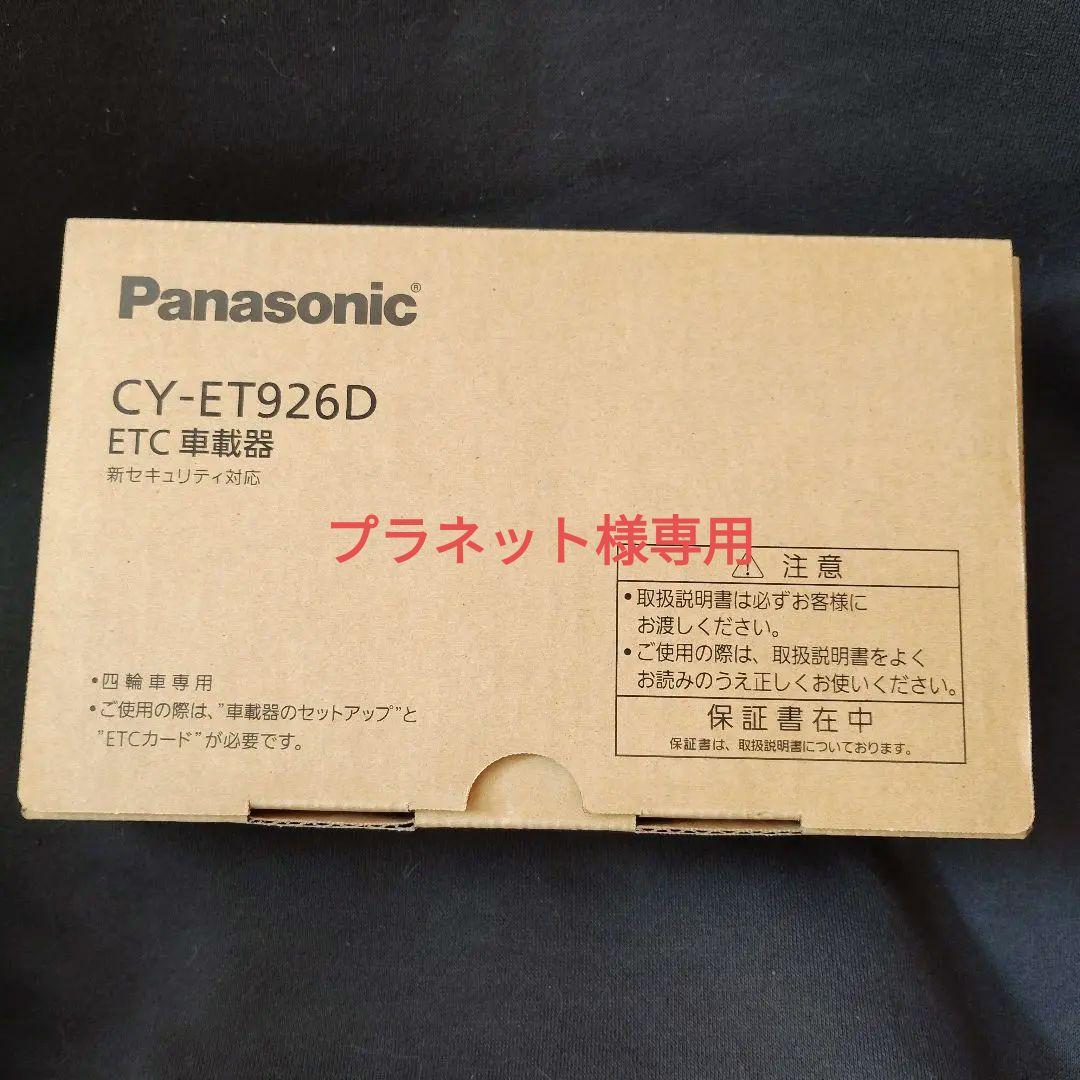 Panasonic®
CY-ET926D
ETC 車載器
新セキュリティ対応
プラネット様専用
⚠ 注意
•取扱説明書は必ずお客様に
お渡しください。
•ご使用の際は、取扱説明書をよく
お読みのうえ正しくお使いください。
保証書在中
保証書は、取扱説明書についております。
•四輪車専用
•ご使用の際は、"車載器のセットアップ"と
"ETCカード"が必要です。